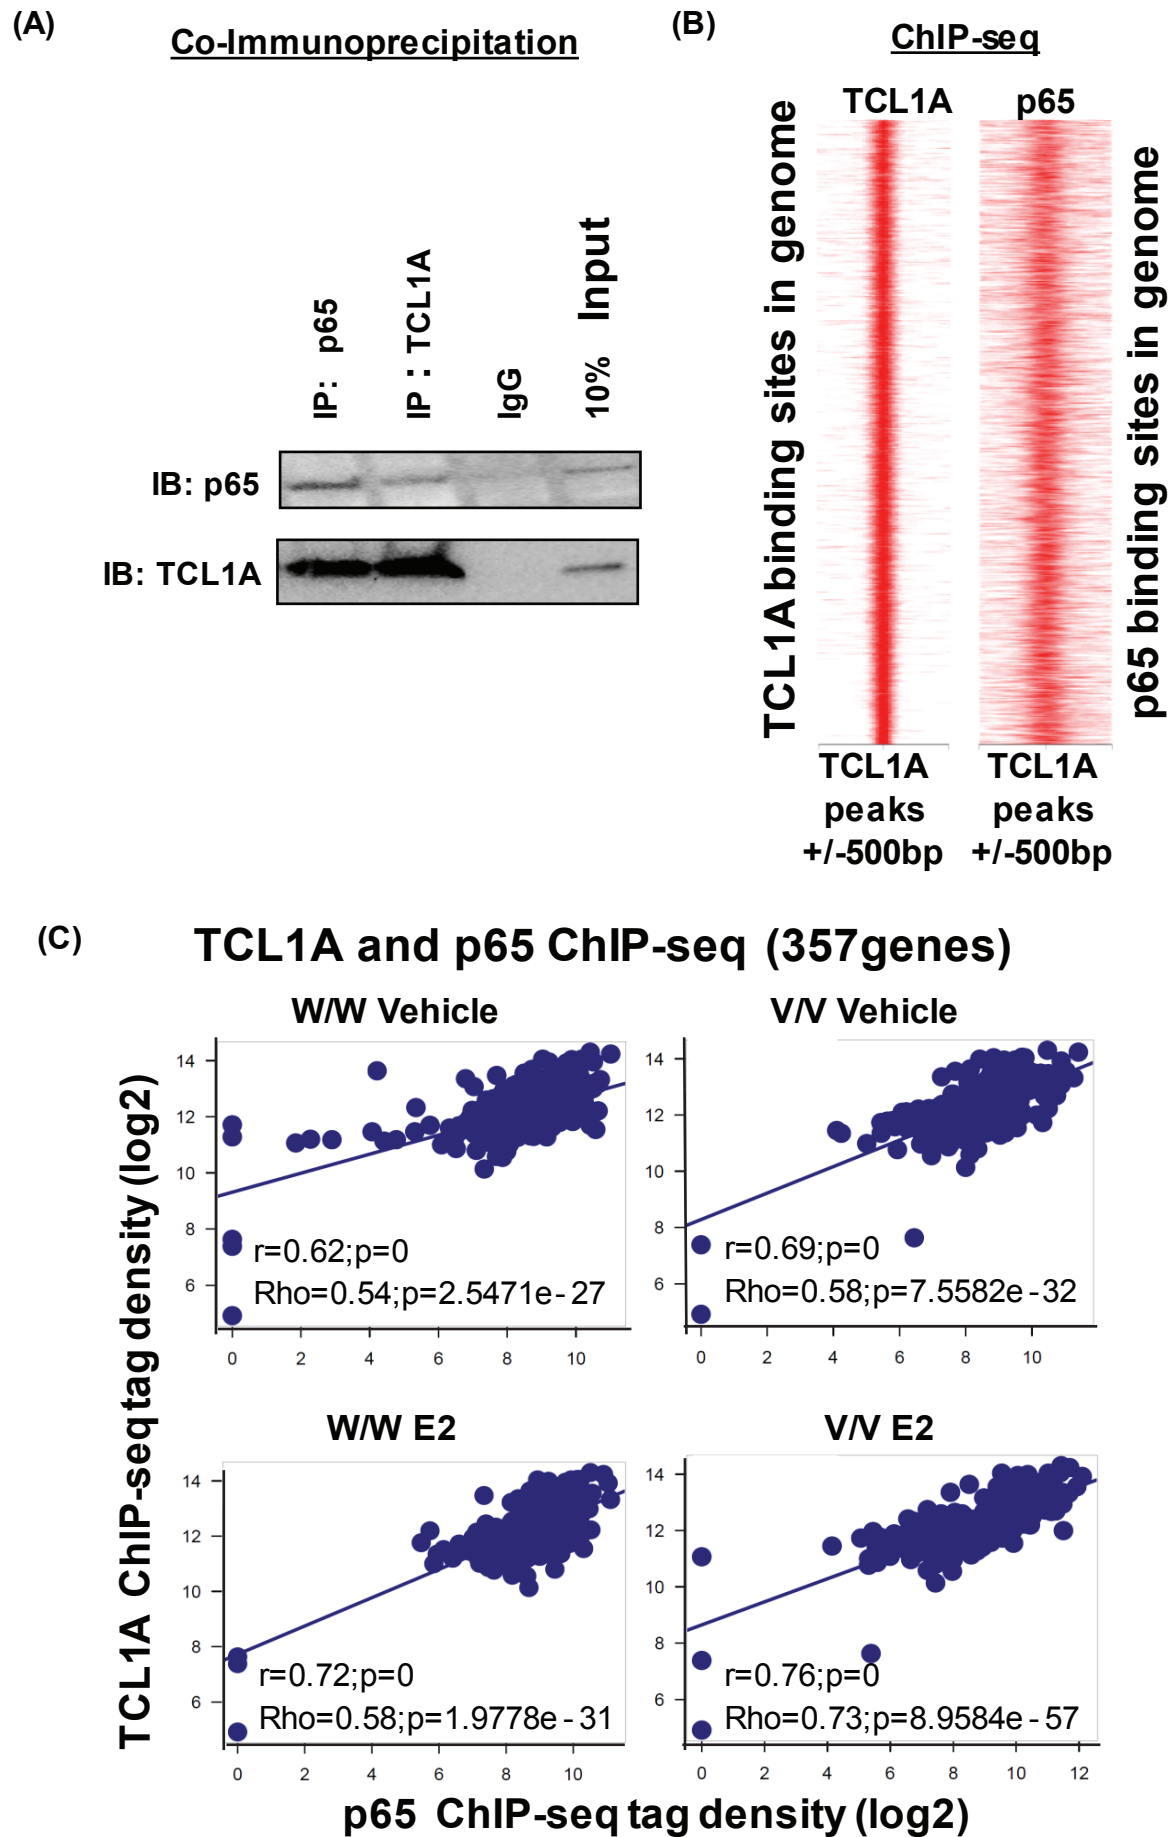 (A)
Co-Immunoprecipitation
IP: p65
IP : TCL1A
IgG
10% Input
IB: p65
IB: TCL1A
(B)
ChIP-seq
TCL1A
p65
TCL1A binding sites in genome
p65 binding sites in genome
TCL1A
peaks
+/-500bp
TCL1A
peaks
+/-500bp
(C)
TCL1A and p65 ChIP-seq (357genes)
TCL1A ChIP-seq tag density (log2)
W/W Vehicle
14
12
10
8
6
r=0.62;p=0
Rho=0.54;p=2.5471e-27
0 2 4 6 8 10
V/V Vehicle
14
12
10
8
6
r=0.69;p=0
Rho=0.58;p=7.5582e-32
0 2 4 6 8 10
W/W E2
14
12
10
8
6
r=0.72;p=0
Rho=0.58;p=1.9778e-31
0 2 4 6 8 10
V/V E2
14
12
10
8
6
r=0.76;p=0
Rho=0.73;p=8.9584e-57
0 2 4 6 8 10 12
p65 ChIP-seq tag density (log2)